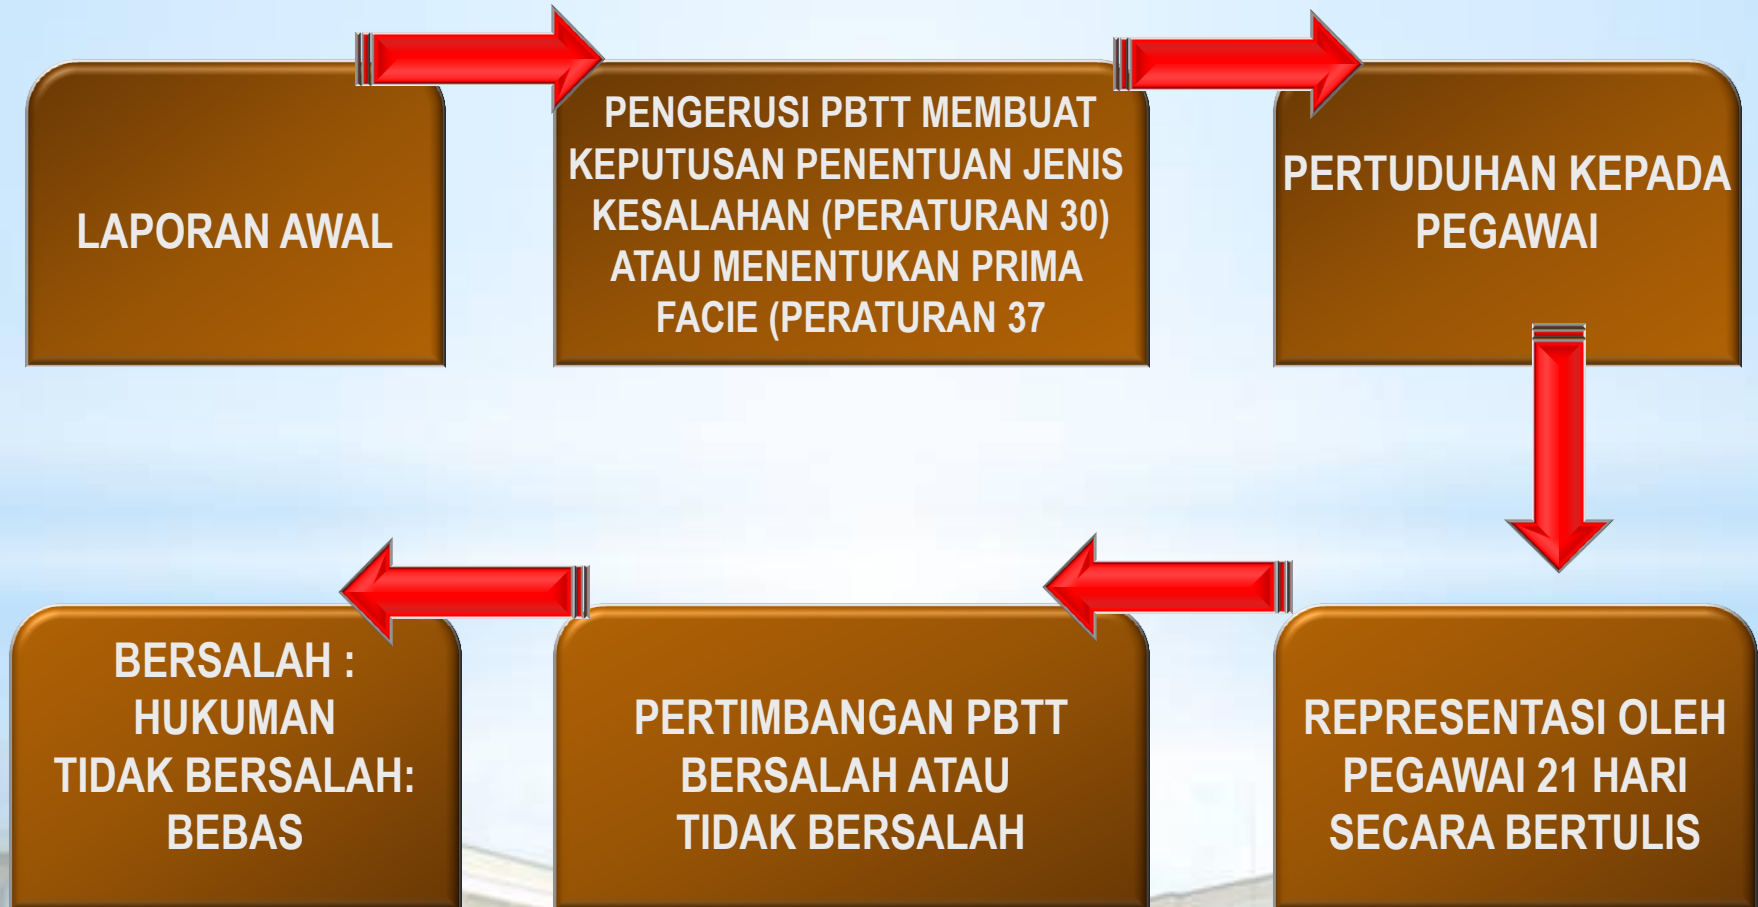 LAPORAN AWAL
PENGERUSI PBTT MEMBUAT
KEPUTUSAN PENENTUAN JENIS
KESALAHAN (PERATURAN 30)
ATAU MENENTUKAN PRIMA
FACIE (PERATURAN 37
PERTUDUHAN KEPADA
PEGAWAI
REPRESENTASI OLEH
PEGAWAI 21 HARI
SECARA BERTULIS
PERTIMBANGAN PBTT
BERSALAH ATAU
TIDAK BERSALAH
BERSALAH :
HUKUMAN
TIDAK BERSALAH:
BEBAS